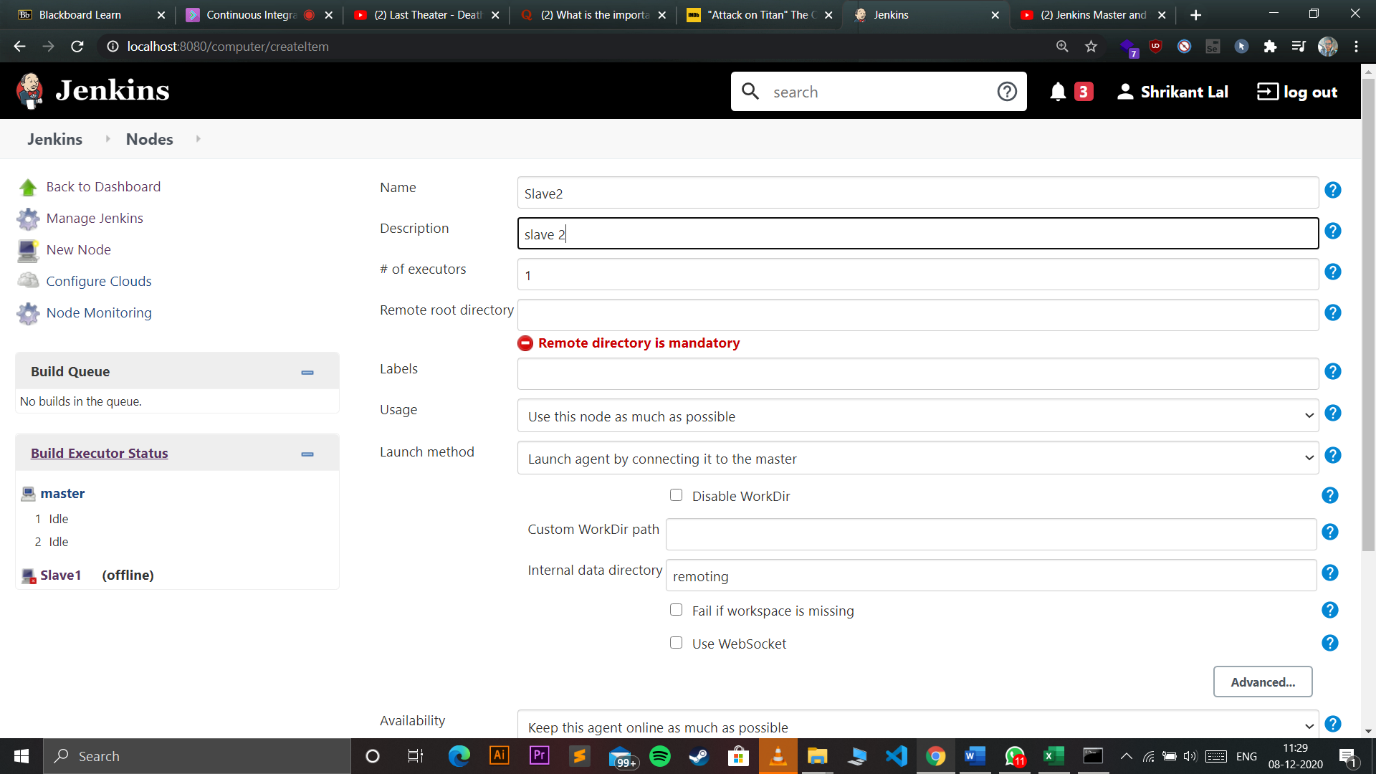 Blackboard Learn
Continuous Integra
(2) Last Theater - Death
(2) What is the importa
"Attack on Titan" The C
Jenkins
(2) Jenkins Master and
localhost:8080/computer/createItem
7
Jenkins
search
3
Shrikant Lal
log out
Jenkins
Nodes
Back to Dashboard
Manage Jenkins
New Node
Configure Clouds
Node Monitoring
Build Queue
No builds in the queue.
Build Executor Status
master
1 Idle
2 Idle
Slave1 (offline)
Name
Slave2
Description
slave 2
# of executors
1
Remote root directory
Remote directory is mandatory
Labels
Usage
Use this node as much as possible
Launch method
Launch agent by connecting it to the master
Disable WorkDir
Custom WorkDir path
Internal data directory
remoting
Fail if workspace is missing
Use WebSocket
Advanced...
Availability
Keep this agent online as much as possible
Search
Ai
Pr
99+
11
ENG
11:29
08-12-2020
1